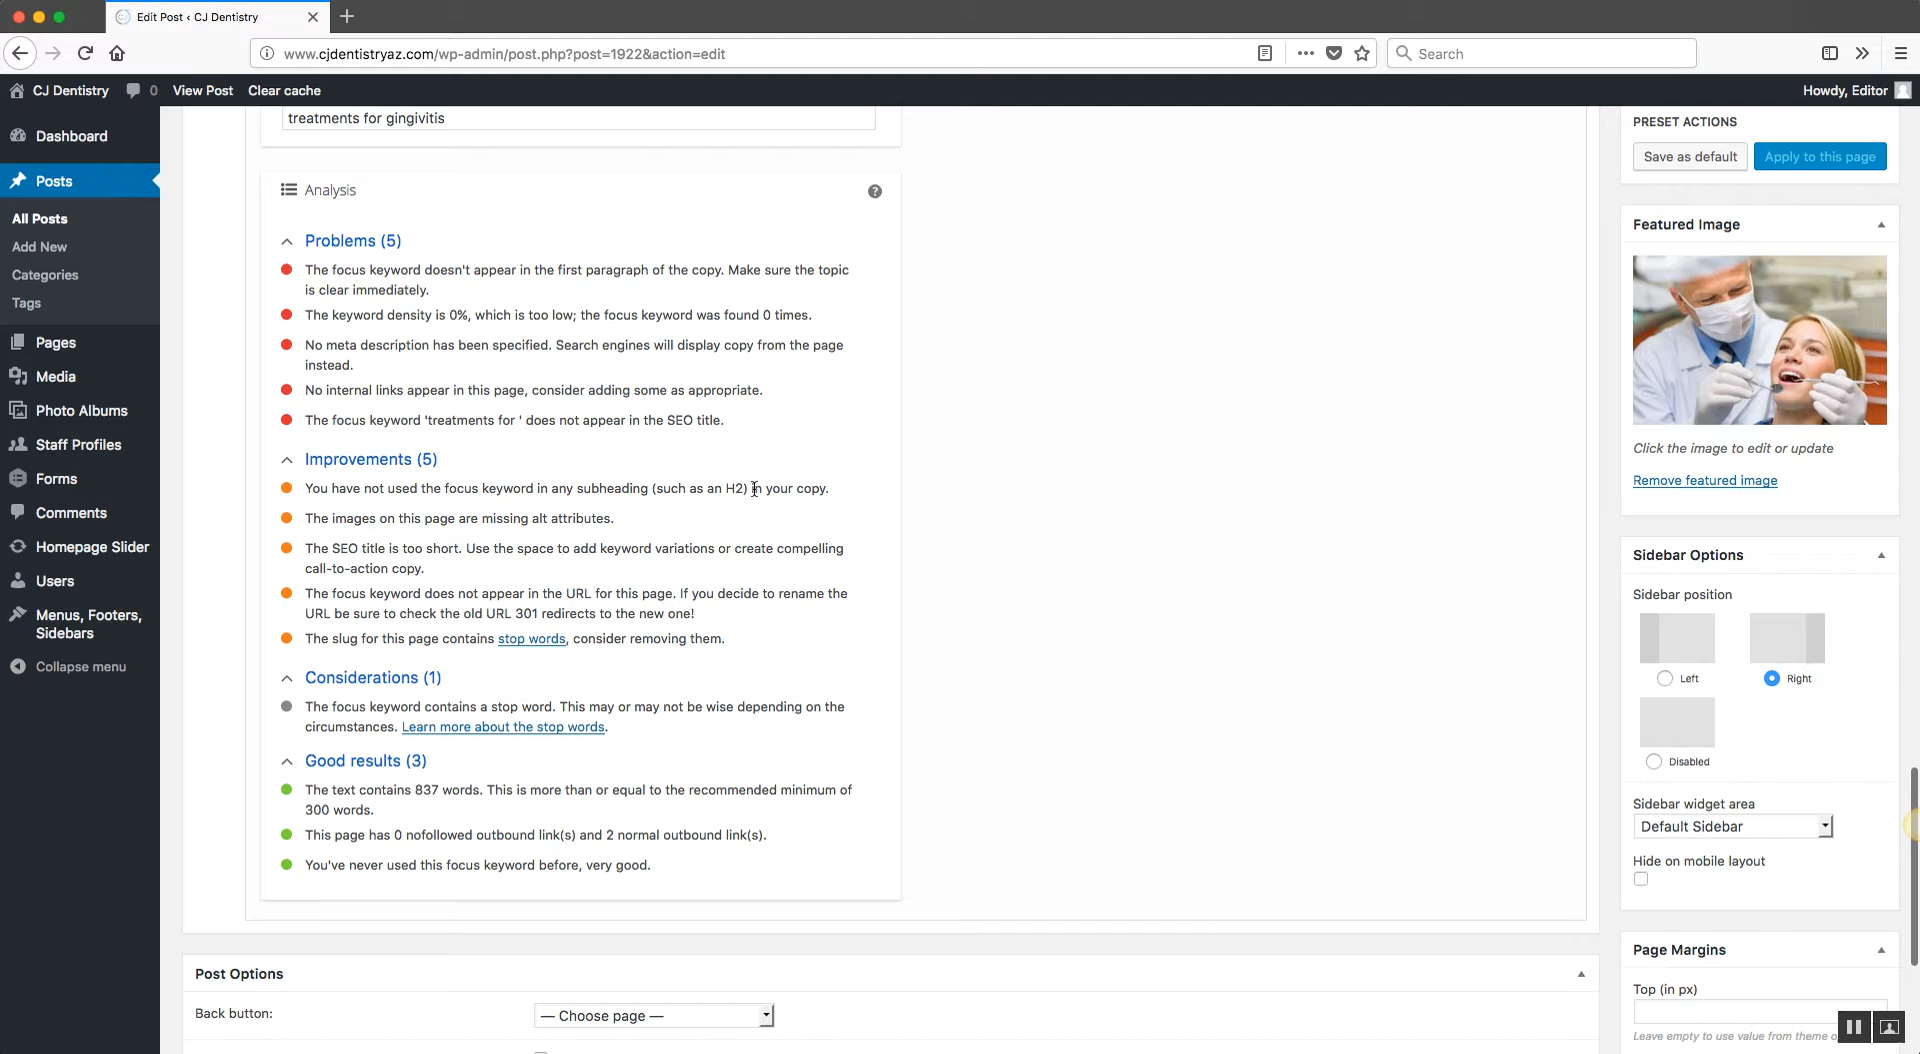 Edit Post ‹ CJ Dentistry
www.cjdentistryaz.com/wp-admin/post.php?post=1922&action=edit
Search
CJ Dentistry
0
View Post
Clear cache
Howdy, Editor
Dashboard
Posts
All Posts
Add New
Categories
Tags
Pages
Media
Photo Albums
Staff Profiles
Forms
Comments
Homepage Slider
Users
Menus, Footers,
Sidebars
Collapse menu
treatments for gingivitis
Analysis
Problems (5)
The focus keyword doesn't appear in the first paragraph of the copy. Make sure the topic
is clear immediately.
The keyword density is 0%, which is too low; the focus keyword was found 0 times.
No meta description has been specified. Search engines will display copy from the page
instead.
No internal links appear in this page, consider adding some as appropriate.
The focus keyword 'treatments for ' does not appear in the SEO title.
Improvements (5)
You have not used the focus keyword in any subheading (such as an H2) in your copy.
The images on this page are missing alt attributes.
The SEO title is too short. Use the space to add keyword variations or create compelling
call-to-action copy.
The focus keyword does not appear in the URL for this page. If you decide to rename the
URL be sure to check the old URL 301 redirects to the new one!
The slug for this page contains stop words, consider removing them.
Considerations (1)
The focus keyword contains a stop word. This may or may not be wise depending on the
circumstances. Learn more about the stop words.
Good results (3)
The text contains 837 words. This is more than or equal to the recommended minimum of
300 words.
This page has 0 nofollowed outbound link(s) and 2 normal outbound link(s).
You've never used this focus keyword before, very good.
Post Options
Back button:
— Choose page —
PRESET ACTIONS
Save as default
Apply to this page
Featured Image
Click the image to edit or update
Remove featured image
Sidebar Options
Sidebar position
Left
Right
Disabled
Sidebar widget area
Default Sidebar
Hide on mobile layout
Page Margins
Top (in px)
Leave empty to use value from theme